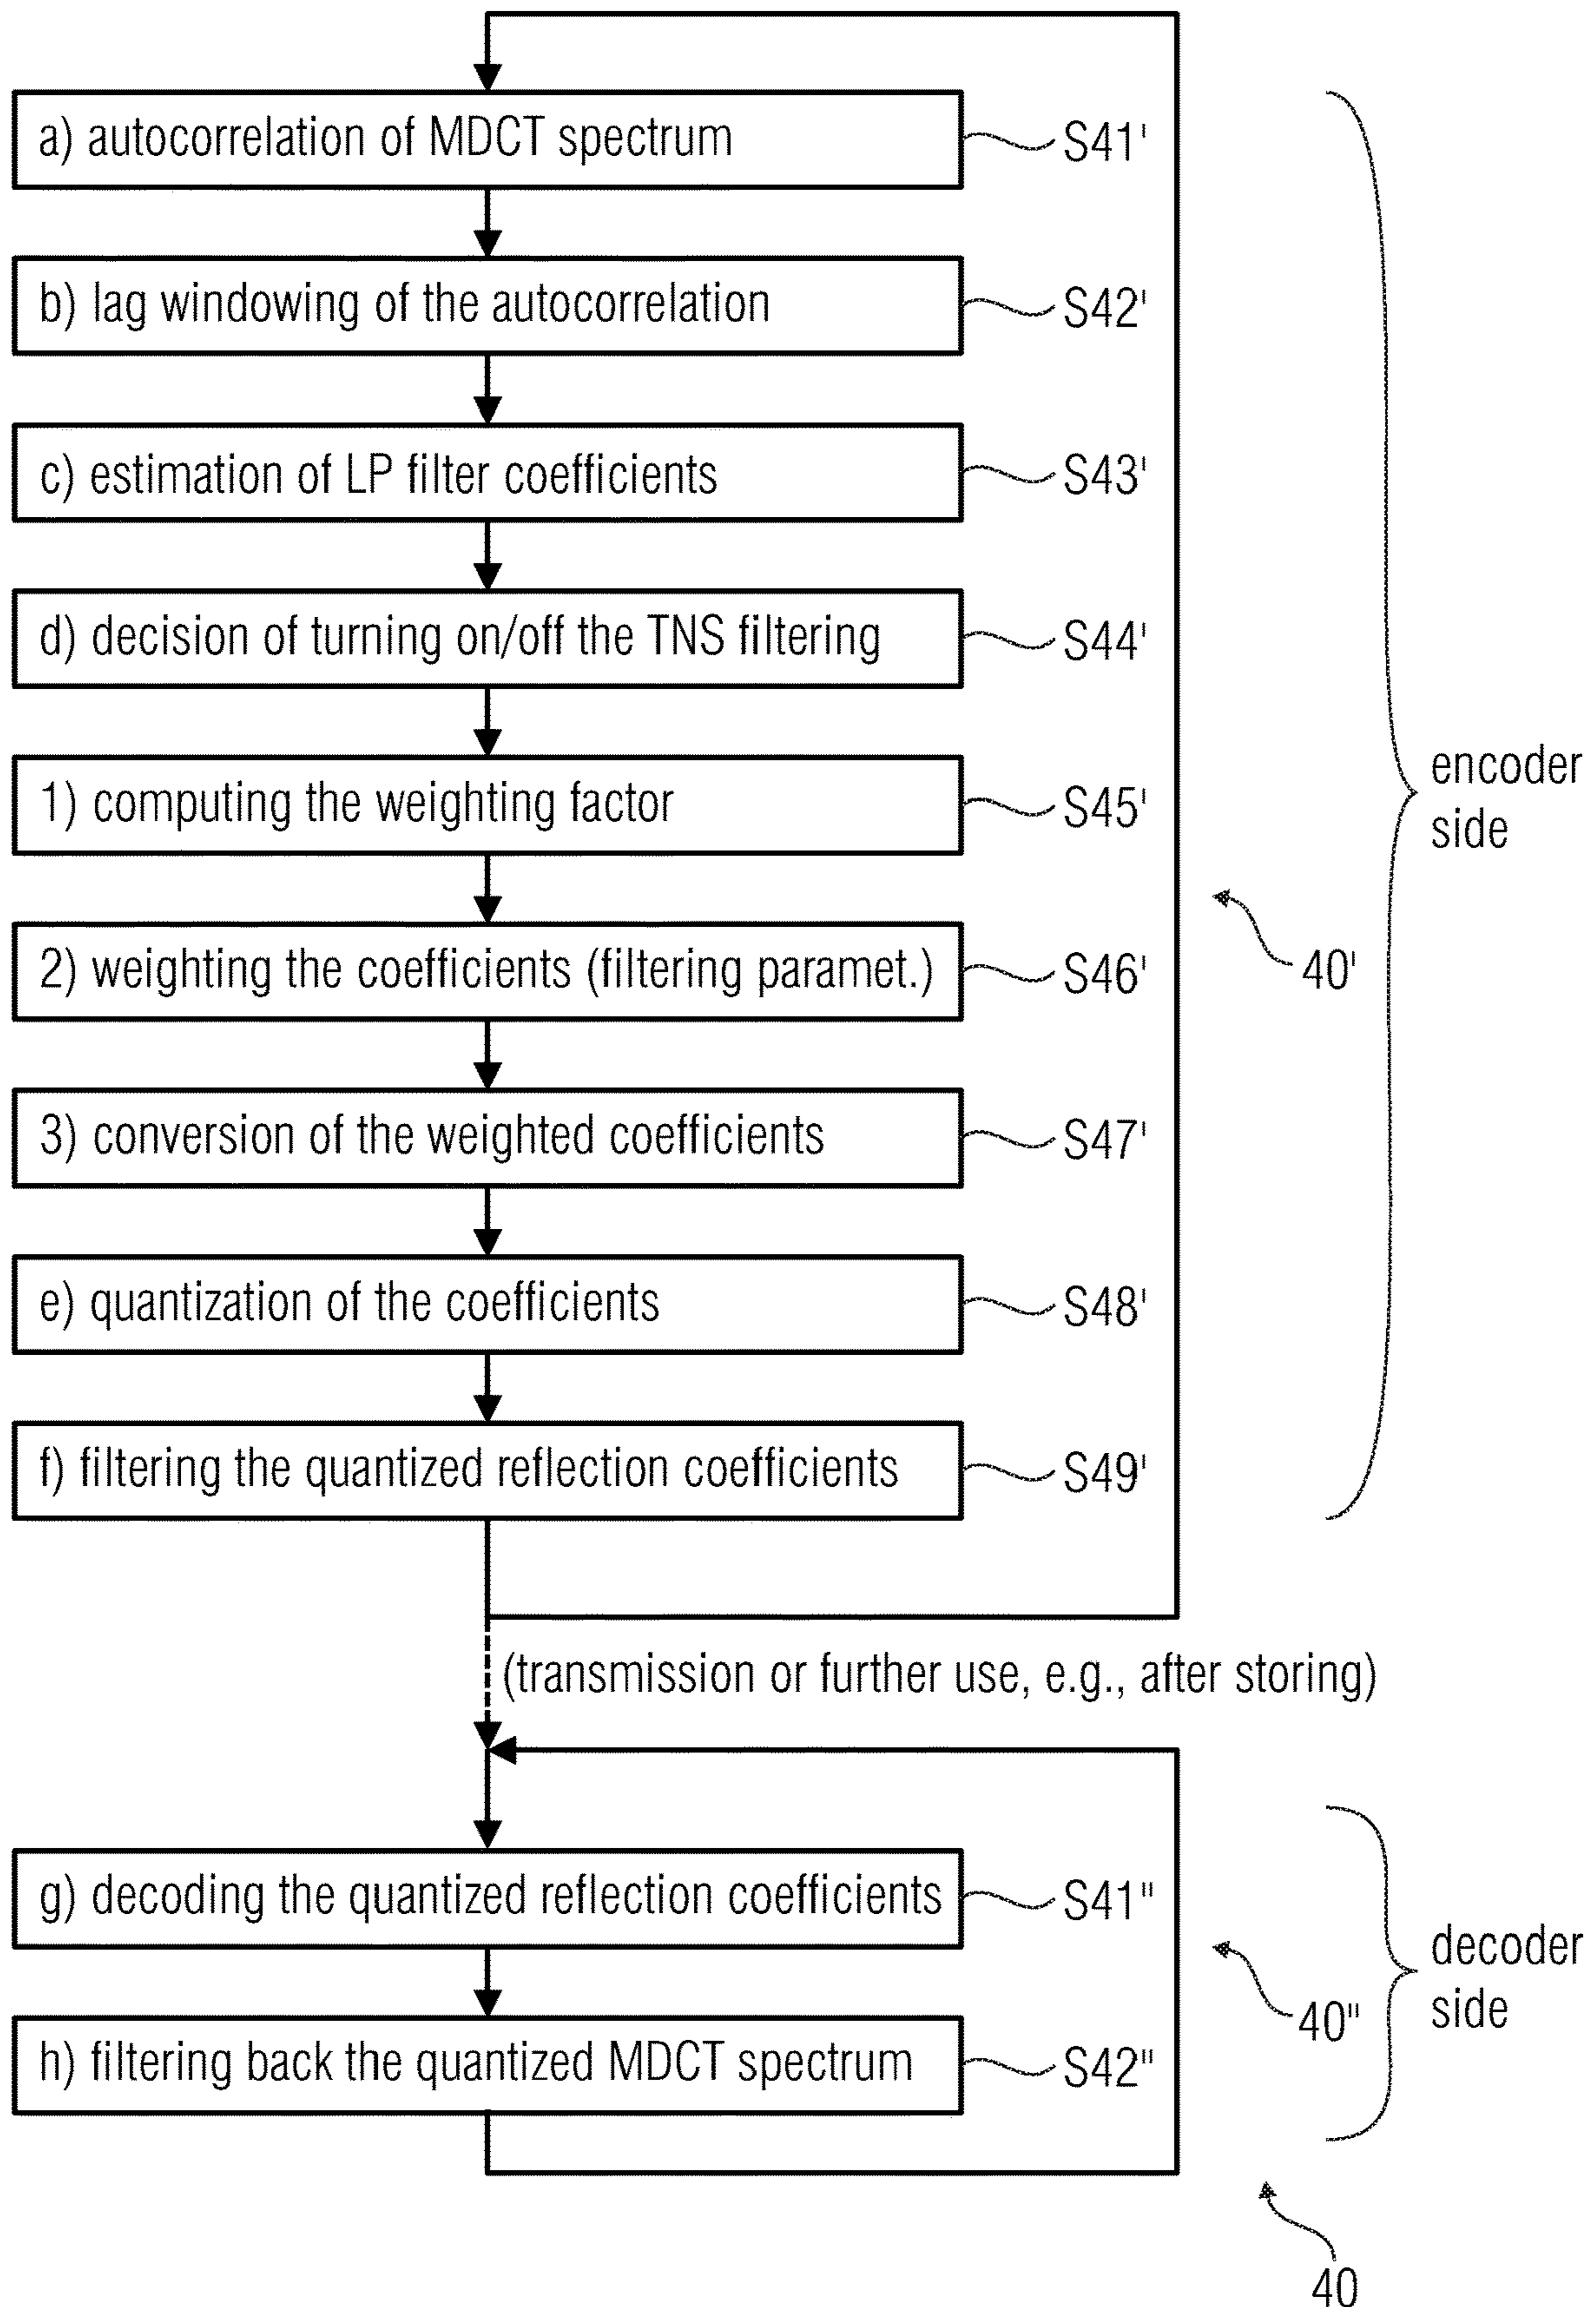 a) autocorrelation of MDCT spectrum
S41'
b) lag windowing of the autocorrelation
S42'
c) estimation of LP filter coefficients
S43'
d) decision of turning on/off the TNS filtering
S44'
1) computing the weighting factor
S45'
encoder
side
2) weighting the coefficients (filtering paramet.)
S46'
40'
3) conversion of the weighted coefficients
S47'
e) quantization of the coefficients
S48'
f) filtering the quantized reflection coefficients
S49'
(transmission or further use, e.g., after storing)
g) decoding the quantized reflection coefficients
S41"
decoder
side
40"
h) filtering back the quantized MDCT spectrum
S42"
40